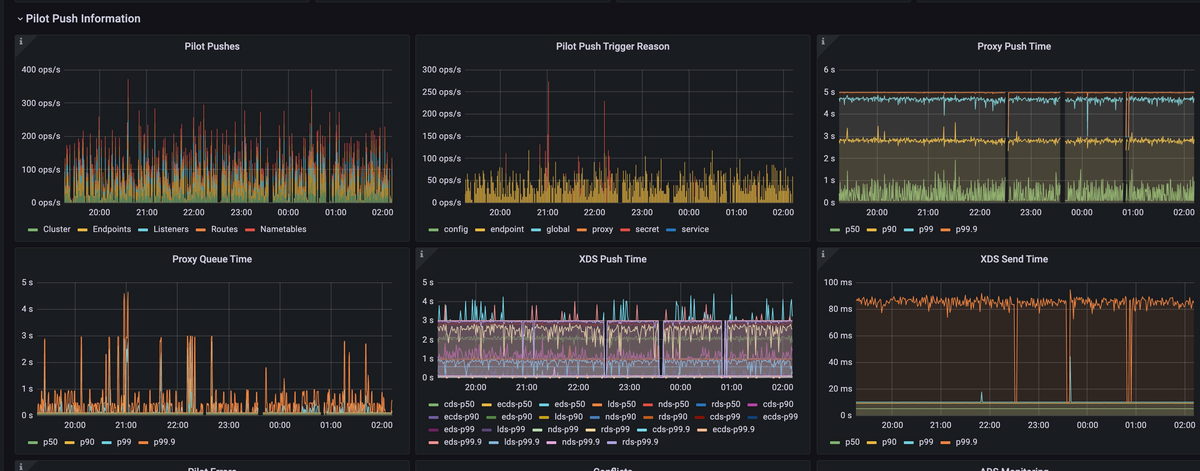 Pilot Push Information
i
Pilot Pushes
400 ops/s
300 ops/s
200 ops/s
100 ops/s
0 ops/s
20:00 21:00 22:00 23:00 00:00 01:00 02:00
Cluster Endpoints Listeners Routes Nametables
Pilot Push Trigger Reason
300 ops/s
250 ops/s
200 ops/s
150 ops/s
100 ops/s
50 ops/s
0 ops/s
20:00 21:00 22:00 23:00 00:00 01:00 02:00
config endpoint global proxy secret service
i
Proxy Push Time
6 s
5 s
4 s
3 s
2 s
1 s
0 s
20:00 21:00 22:00 23:00 00:00 01:00 02:00
p50 p90 p99 p99.9
Proxy Queue Time
5 s
4 s
3 s
2 s
1 s
0 s
20:00 21:00 22:00 23:00 00:00 01:00 02:00
p50 p90 p99 p99.9
i
XDS Push Time
5 s
4 s
3 s
2 s
1 s
0 s
20:00 21:00 22:00 23:00 00:00 01:00 02:00
cds-p50 ecds-p50 eds-p50 lds-p50 nds-p50 rds-p50 cds-p90
ecds-p90 eds-p90 lds-p90 nds-p90 rds-p90 cds-p99 ecds-p99
eds-p99 lds-p99 nds-p99 rds-p99 cds-p99.9 ecds-p99.9
eds-p99.9 lds-p99.9 nds-p99.9 rds-p99.9
i
XDS Send Time
100 ms
80 ms
60 ms
40 ms
20 ms
0 s
20:00 21:00 22:00 23:00 00:00 01:00 02:00
p50 p90 p99 p99.9
i
Pilot Errors
Conflicts
ADS Monitoring